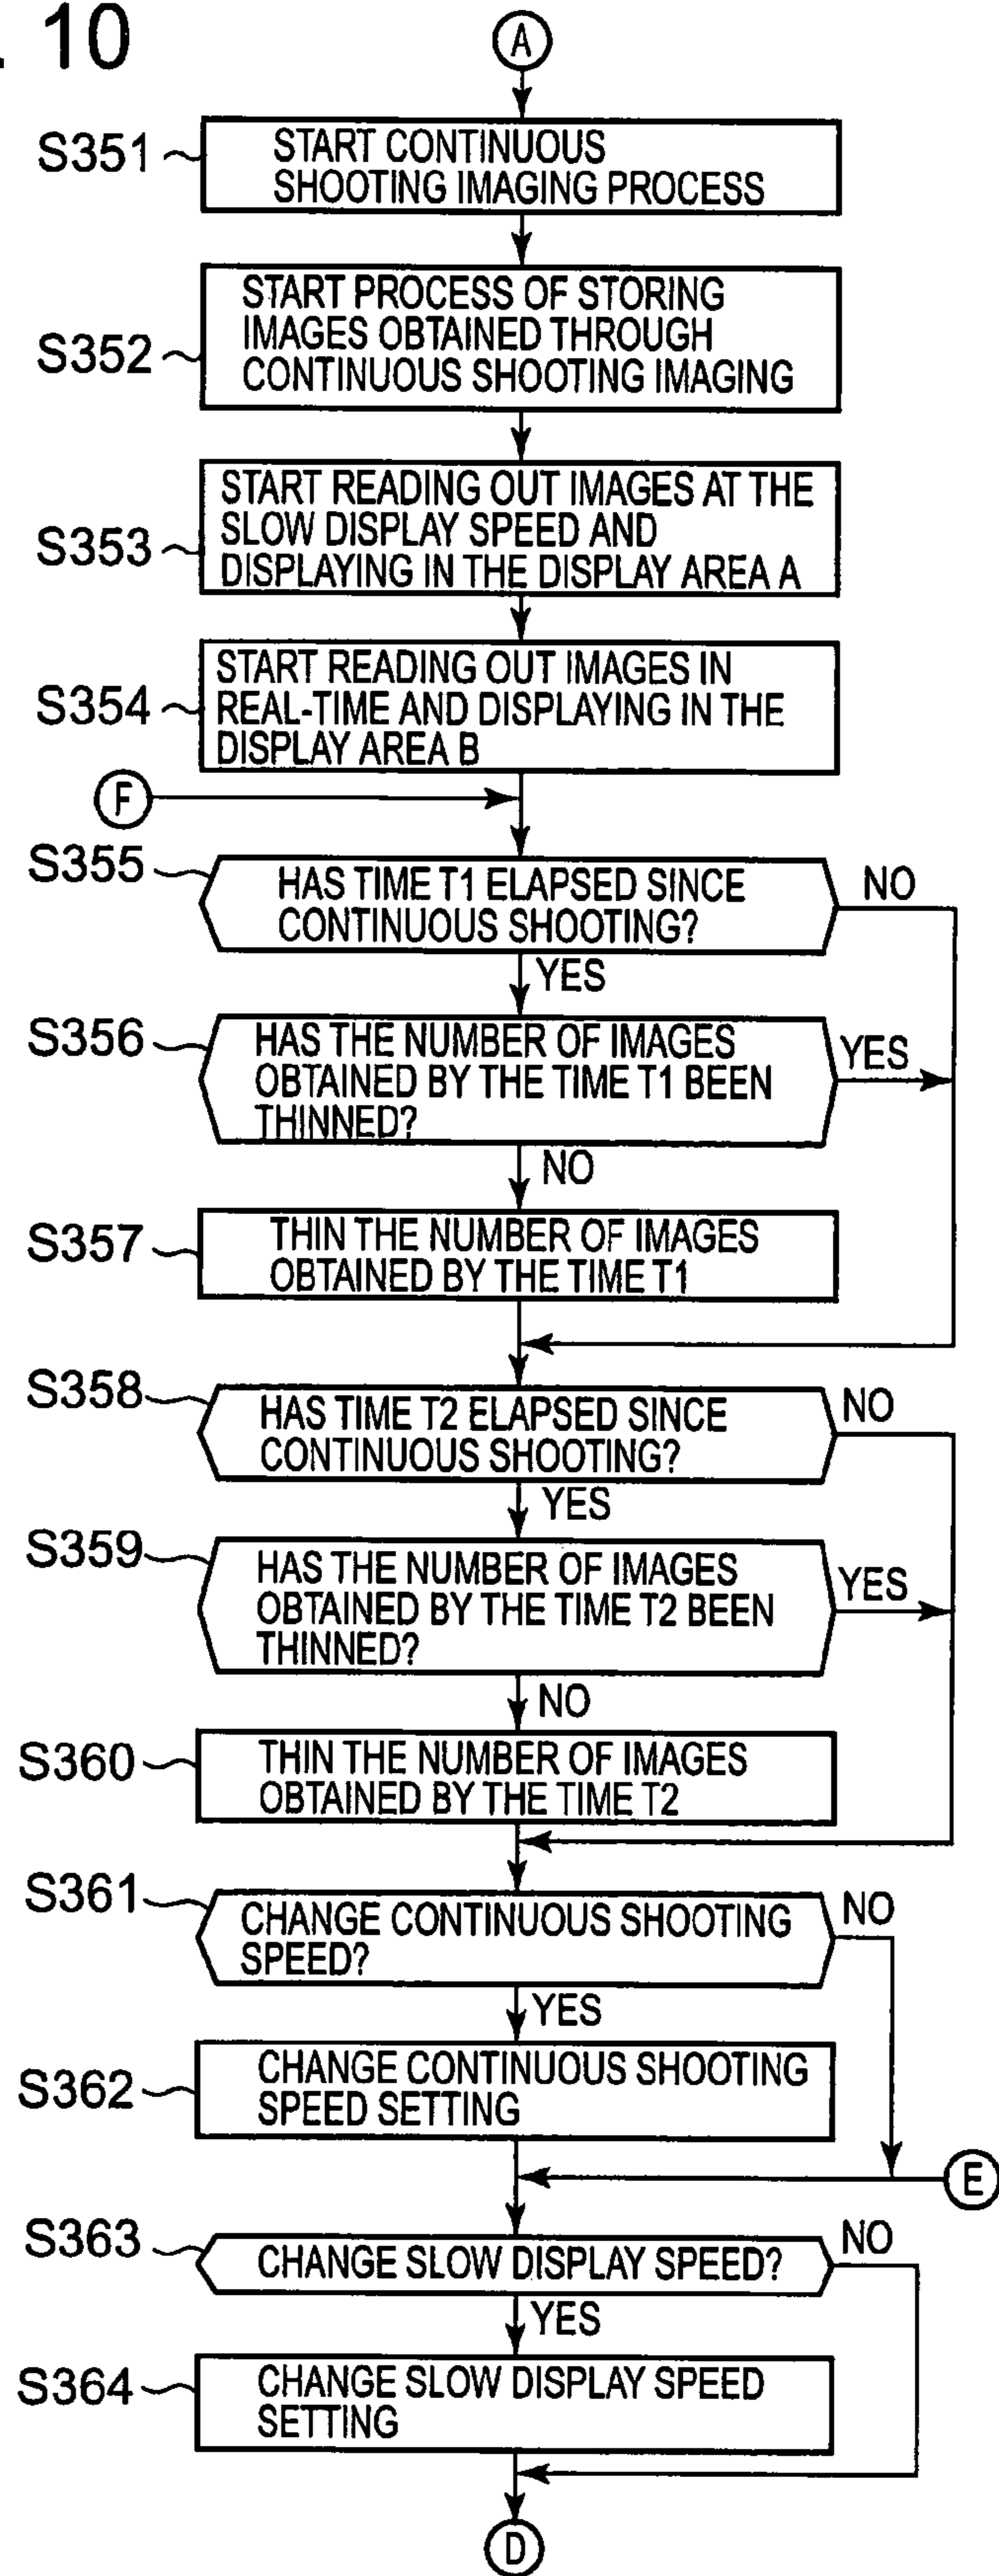 . 10
A
S351
START CONTINUOUS
SHOOTING IMAGING PROCESS
S352
START PROCESS OF STORING
IMAGES OBTAINED THROUGH
CONTINUOUS SHOOTING IMAGING
S353
START READING OUT IMAGES AT THE
SLOW DISPLAY SPEED AND
DISPLAYING IN THE DISPLAY AREA A
S354
START READING OUT IMAGES IN
REAL-TIME AND DISPLAYING IN THE
DISPLAY AREA B
F
S355
HAS TIME T1 ELAPSED SINCE
CONTINUOUS SHOOTING?
NO
YES
S356
HAS THE NUMBER OF IMAGES
OBTAINED BY THE TIME T1 BEEN
THINNED?
YES
NO
S357
THIN THE NUMBER OF IMAGES
OBTAINED BY THE TIME T1
S358
HAS TIME T2 ELAPSED SINCE
CONTINUOUS SHOOTING?
NO
YES
S359
HAS THE NUMBER OF IMAGES
OBTAINED BY THE TIME T2 BEEN
THINNED?
YES
NO
S360
THIN THE NUMBER OF IMAGES
OBTAINED BY THE TIME T2
S361
CHANGE CONTINUOUS SHOOTING
SPEED?
NO
YES
S362
CHANGE CONTINUOUS SHOOTING
SPEED SETTING
E
S363
CHANGE SLOW DISPLAY SPEED?
NO
YES
S364
CHANGE SLOW DISPLAY SPEED
SETTING
D